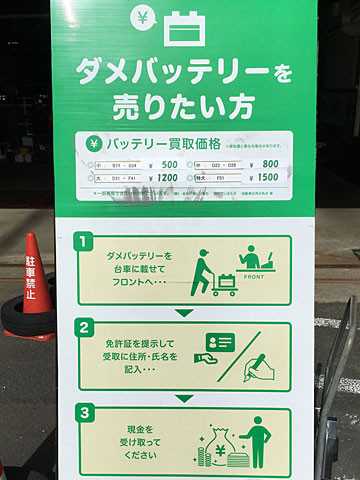 ¥
ダメバッテリーを
売りたい方
¥ バッテリー買取価格
小 B19 ・ D24 ¥ 500
中 D23 ・ D26 ¥ 800
大 D31 ・ F41 ¥ 1200
特大 F51 ¥ 1500
駐車禁止
1
ダメバッテリーを
台車に載せて
フロントへ・・・
FRONT
2
免許証を提示して
受取に住所・氏名を
記入・・・
3
現金を
受け取って
ください
¥